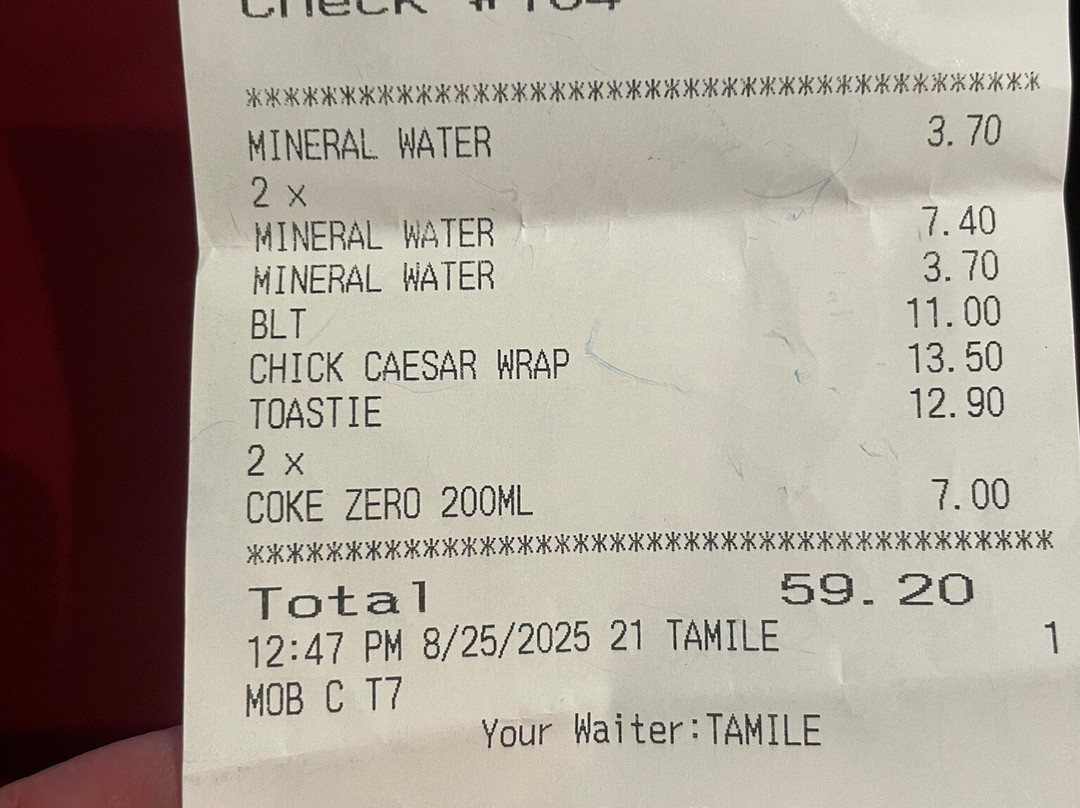 Check #104
************************************************
MINERAL WATER 3.70
2 x
MINERAL WATER 7.40
MINERAL WATER 3.70
BLT 11.00
CHICK CAESAR WRAP 13.50
TOASTIE 12.90
2 x
COKE ZERO 200ML 7.00
************************************************
Total 59.20
12:47 PM 8/25/2025 21 TAMILE 1
MOB C T7
Your Waiter:TAMILE